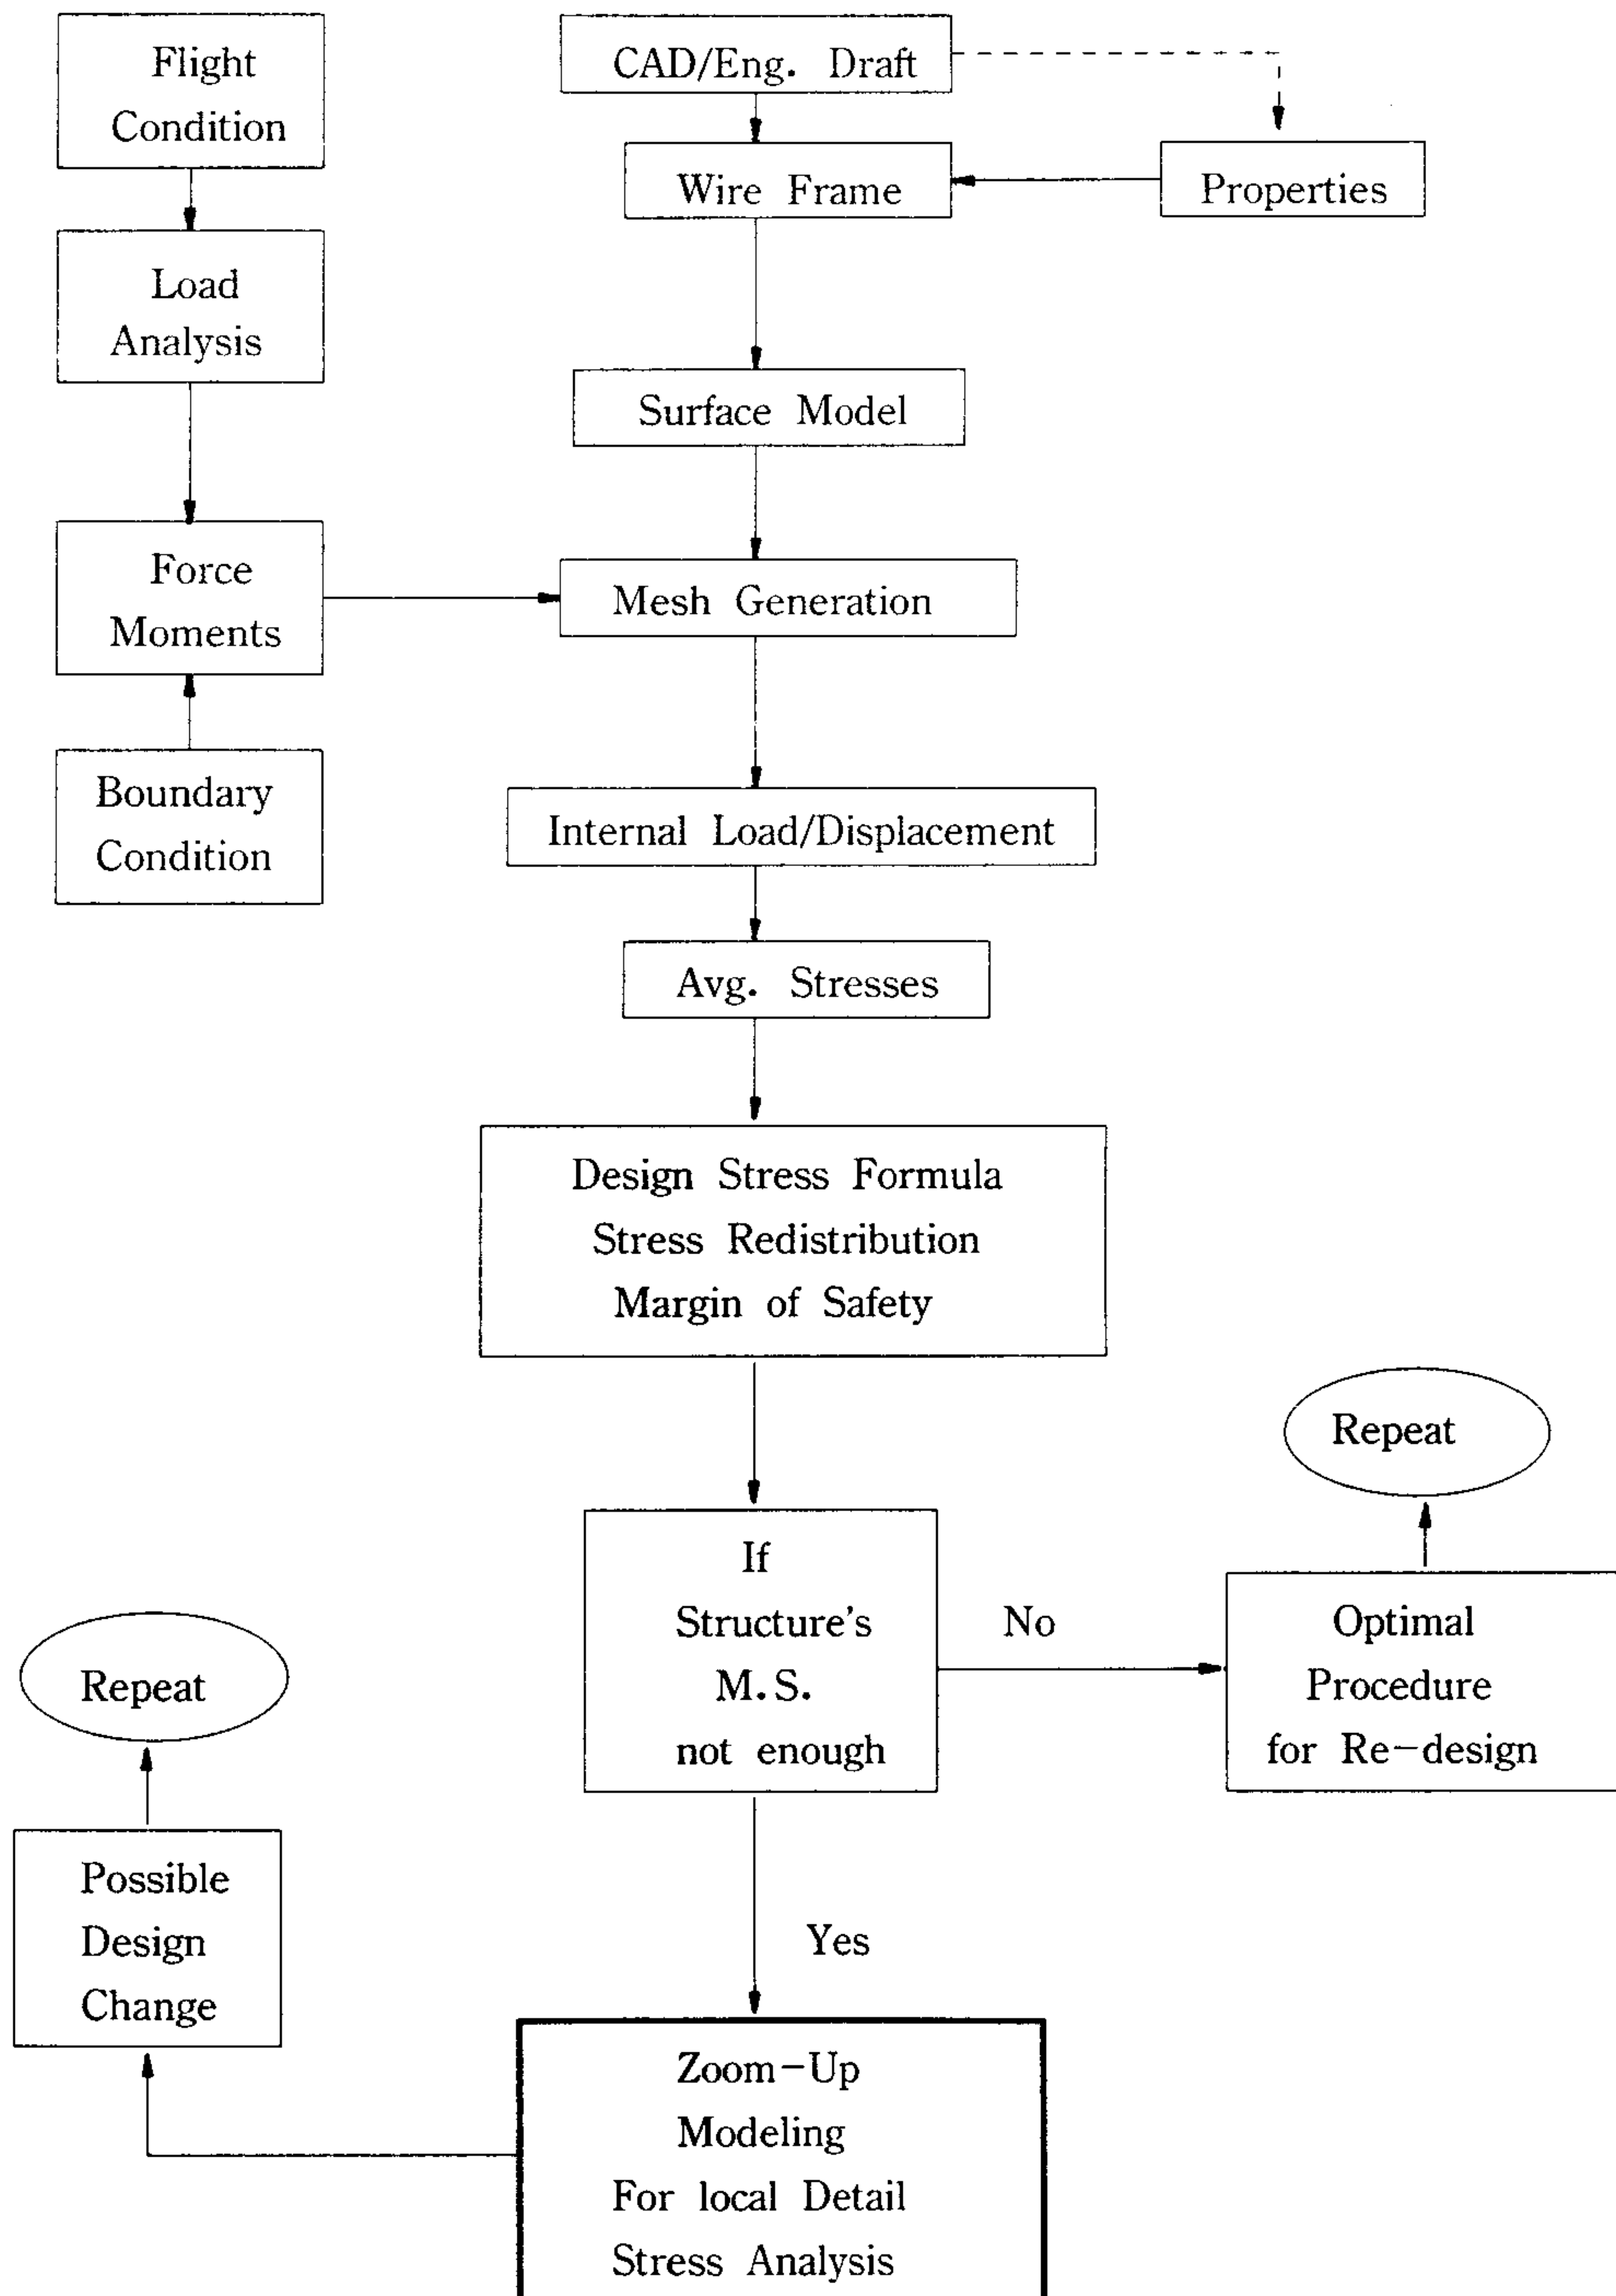 Flight
Condition
CAD/Eng. Draft
Wire Frame
Properties
Load
Analysis
Surface Model
Force
Moments
Mesh Generation
Boundary
Condition
Internal Load/Displacement
Avg. Stresses
Design Stress Formula
Stress Redistribution
Margin of Safety
If
Structure's
M.S.
not enough
No
Optimal
Procedure
for Re-design
Repeat
Yes
Zoom-Up
Modeling
For local Detail
Stress Analysis
Possible
Design
Change
Repeat